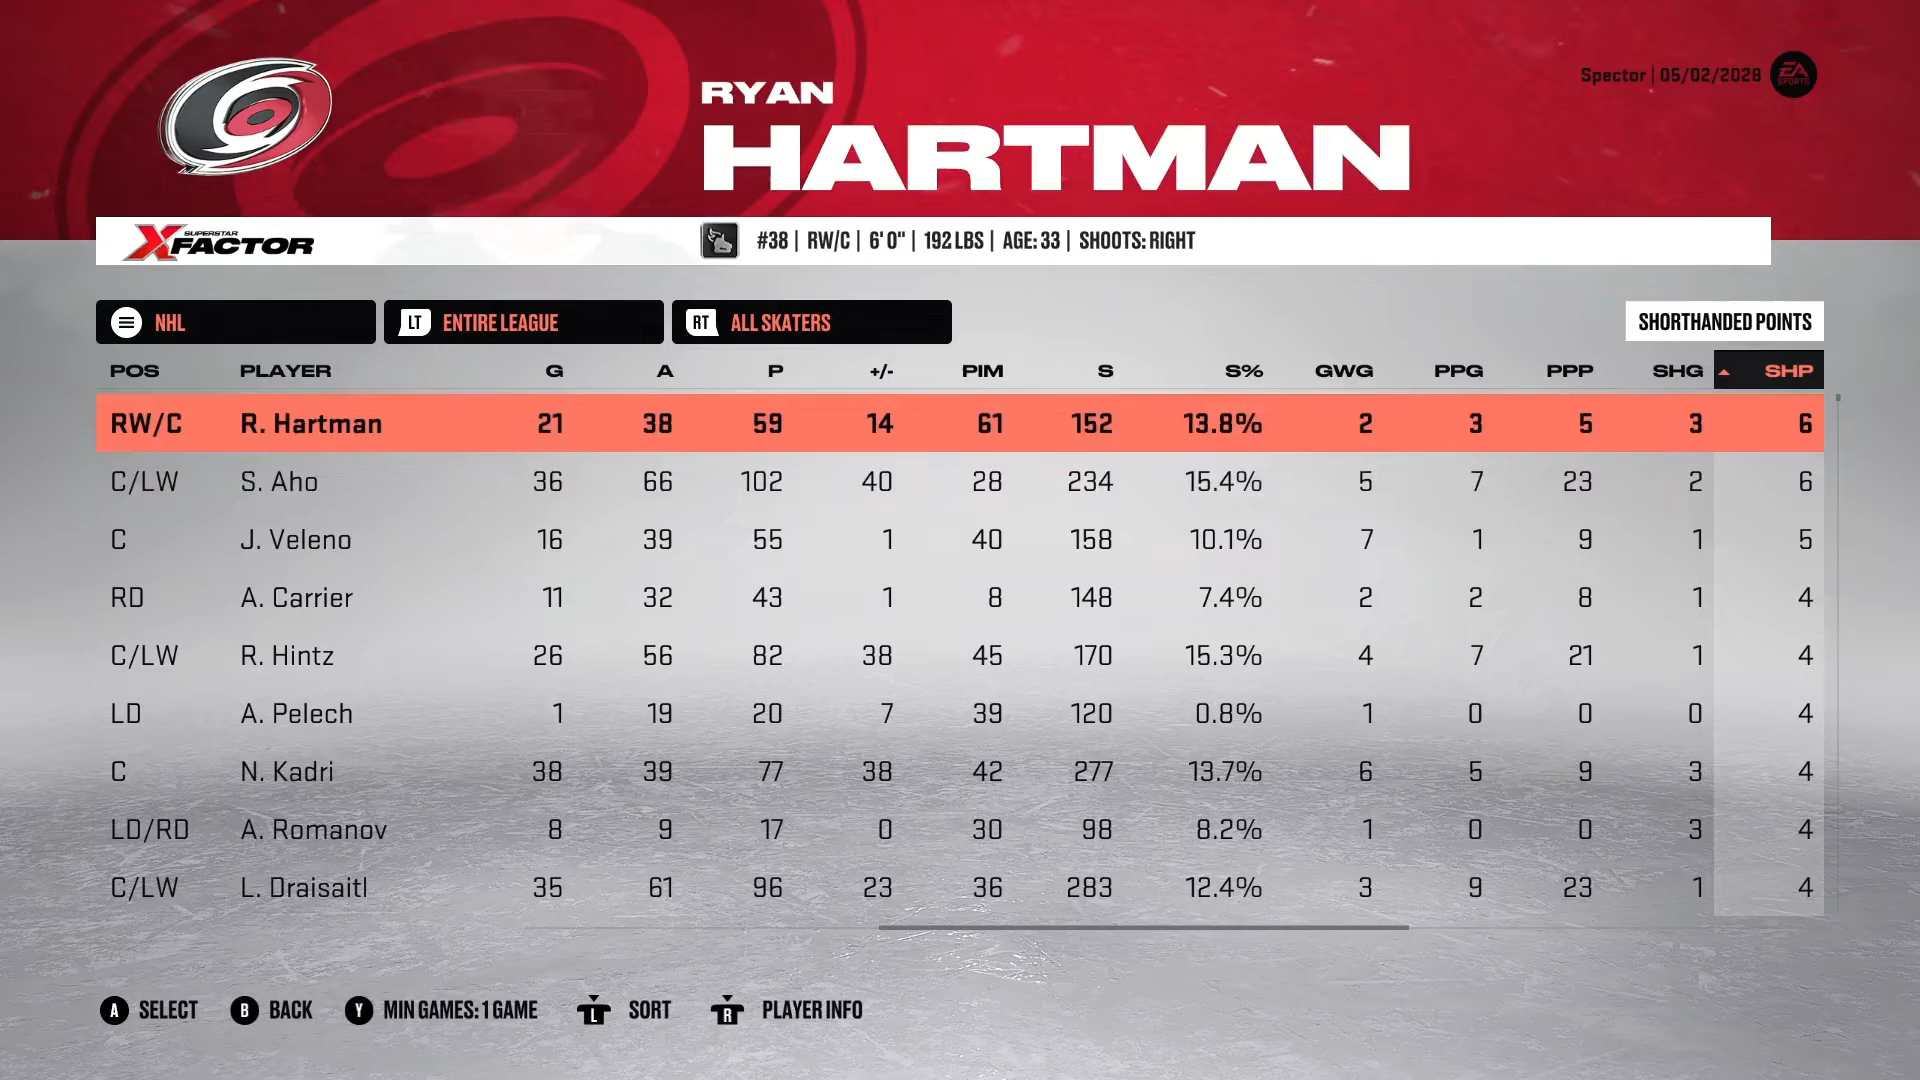 RYAN
HARTMAN
Spector | 05/02/2028
EA
SPORTS
SUPERSTAR
XFACTOR
#38 | RW/C | 6' 0" | 192 LBS | AGE: 33 | SHOOTS: RIGHT
NHL
LT ENTIRE LEAGUE
RT ALL SKATERS
SHORTHANDED POINTS
POS PLAYER G A P +/- PIM S S% GWG PPG PPP SHG SHP
RW/C R. Hartman 21 38 59 14 61 152 13.8% 2 3 5 3 6
C/LW S. Aho 36 66 102 40 28 234 15.4% 5 7 23 2 6
C J. Veleno 16 39 55 1 40 158 10.1% 7 1 9 1 5
RD A. Carrier 11 32 43 1 8 148 7.4% 2 2 8 1 4
C/LW R. Hintz 26 56 82 38 45 170 15.3% 4 7 21 1 4
LD A. Pelech 1 19 20 7 39 120 0.8% 1 0 0 0 4
C N. Kadri 38 39 77 38 42 277 13.7% 6 5 9 3 4
LD/RD A. Romanov 8 9 17 0 30 98 8.2% 1 0 0 3 4
C/LW L. Draisaitl 35 61 96 23 36 283 12.4% 3 9 23 1 4
A SELECT B BACK Y MIN GAMES: 1 GAME L SORT R PLAYER INFO